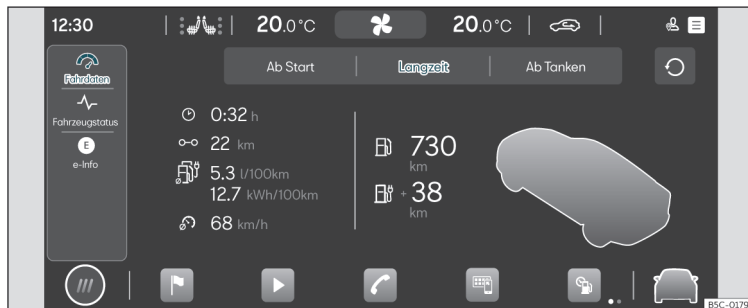 12:30
20.0°C
20.0°C
Fahrdaten
Fahrzeugstatus
E
e-Info
Ab Start
Langzeit
Ab Tanken
0:32 h
22 km
5.3 l/100km
12.7 kWh/100km
68 km/h
730
km
+38
km
B5C-0179